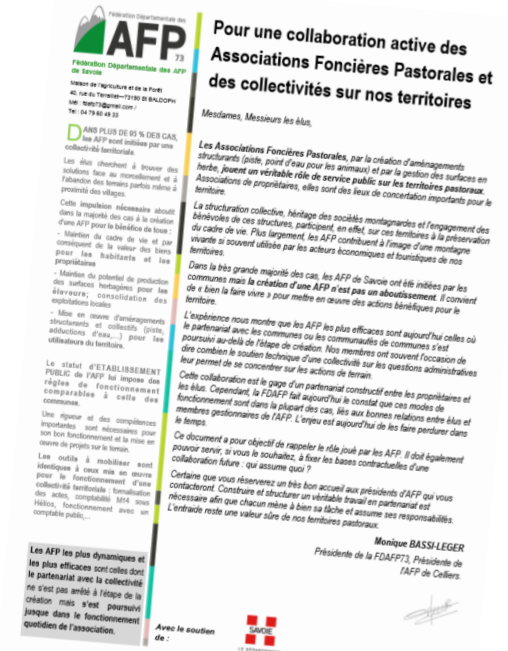 Fédération Départementale des
AFP
73
Fédération Départementale des AFP
de Savoie
Maison de l'agriculture et de la Forêt
40, rue du Terraillet—73190 St BALDOPH
Mél : fdafp73@gmail.com /
Tél : 04 79 60 49 33
DANS PLUS DE 95 % DES CAS,
les AFP sont initiées par une
collectivité territoriale.
Les élus cherchent à trouver des
solutions face au morcellement et à
l'abandon des terrains parfois même à
proximité des villages.
Cette impulsion nécessaire aboutit
dans la majorité des cas à la création
d'une AFP pour le bénéfice de tous :
- Maintien du cadre de vie et par
conséquent de la valeur des biens
pour les habitants et les
propriétaires
- Maintien du potentiel de production
des surfaces herbagères pour les
éleveurs; consolidation des
exploitations locales
- Mise en œuvre d'aménagements
structurants et collectifs (piste,
adductions d'eau,...) pour les
utilisateurs du territoire.
Le statut d'ETABLISSEMENT
PUBLIC de l'AFP lui impose des
règles de fonctionnement
comparables à celle des
communes.
Une rigueur et des compétences
importantes sont nécessaires pour
son bon fonctionnement et la mise en
œuvre de projets sur le terrain.
Les outils à mobiliser sont
identiques à ceux mis en œuvre
pour le fonctionnement d'une
collectivité territoriale : formalisation
des actes, comptabilité M14 sous
Hélios, fonctionnement avec un
comptable public,...
Les AFP les plus dynamiques et
les plus efficaces sont celles dont
le partenariat avec la collectivité
ne s'est pas arrêté à l'étape de la
création mais s'est poursuivi
jusque dans le fonctionnement
quotidien de l'association.
Pour une collaboration active des
Associations Foncières Pastorales et
des collectivités sur nos territoires
Mesdames, Messieurs les élus,
Les Associations Foncières Pastorales, par la création d'aménagements
structurants (piste, point d'eau pour les animaux) et par la gestion des surfaces en
herbe, jouent un véritable rôle de service public sur les territoires pastoraux.
Associations de propriétaires, elles sont des lieux de concertation importants pour le
territoire.
La structuration collective, héritage des sociétés montagnardes et l'engagement des
bénévoles de ces structures, participent, en effet, sur ces territoires à la préservation
du cadre de vie. Plus largement, les AFP contribuent à l'image d'une montagne
vivante si souvent utilisée par les acteurs économiques et touristiques de nos
territoires.
Dans la très grande majorité des cas, les AFP de Savoie ont été initiées par les
communes mais la création d'une AFP n'est pas un aboutissement. Il convient
de « bien la faire vivre » pour mettre en œuvre des actions bénéfiques pour le
territoire.
L'expérience nous montre que les AFP les plus efficaces sont aujourd'hui celles où
le partenariat avec les communes ou les communautés de communes s'est
poursuivi au-delà de l'étape de création. Nos membres ont souvent l'occasion de
dire combien le soutien technique d'une collectivité sur les questions administratives
leur permet de se concentrer sur les actions de terrain.
Cette collaboration est le gage d'un partenariat constructif entre les propriétaires et
les élus. Cependant, la FDAFP fait aujourd'hui le constat que ces modes de
fonctionnement sont dans la plupart des cas, liés aux bonnes relations entre élus et
membres gestionnaires de l'AFP. L'enjeu est aujourd'hui de les faire perdurer dans
le temps.
Ce document a pour objectif de rappeler le rôle joué par les AFP. Il doit également
pouvoir servir, si vous le souhaitez, à fixer les bases contractuelles d'une
collaboration future : qui assume quoi ?
Certaine que vous réserverez un très bon accueil aux présidents d'AFP qui vous
contacteront. Construire et structurer un véritable travail en partenariat est
nécessaire afin que chacun mène à bien sa tâche et assume ses responsabilités.
L'entraide reste une valeur sûre de nos territoires pastoraux.
Monique BASSI-LEGER
Présidente de la FDAFP73, Présidente de
l'AFP de Celliers.
Avec le soutien
de :
SAVOIE
LE DÉPARTEMENT